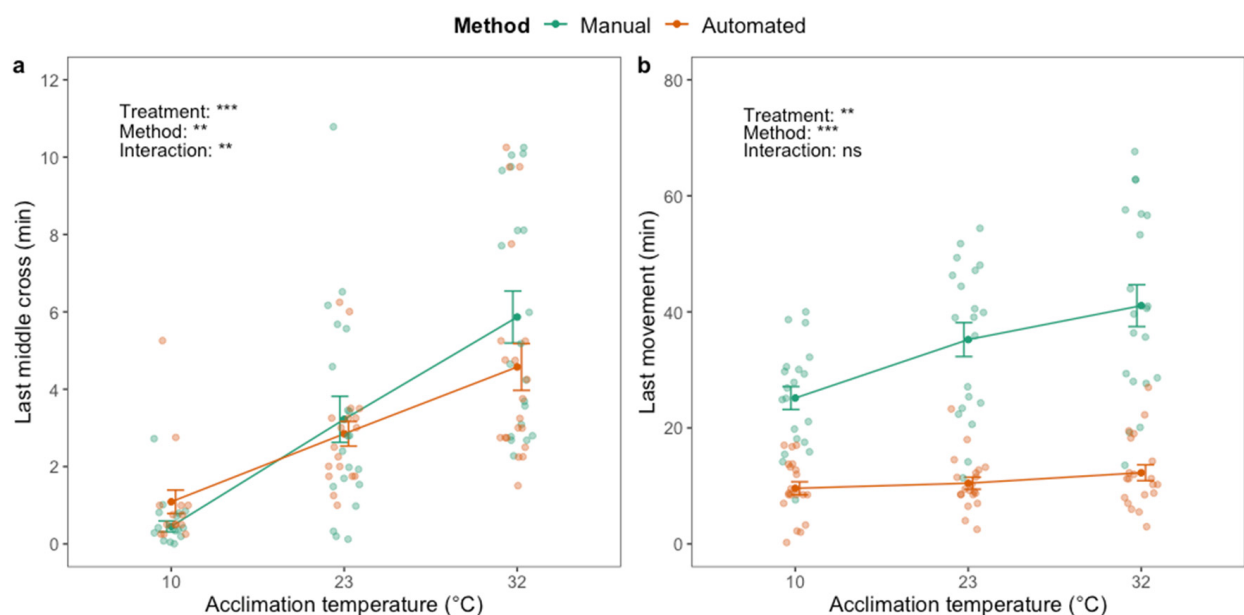 Method Manual Automated
a
12
10
8
6
4
2
0
Last middle cross (min)
Treatment: ***
Method: **
Interaction: **
10 23 32
Acclimation temperature (°C)
b
80
60
40
20
0
Last movement (min)
Treatment: **
Method: ***
Interaction: ns
10 23 32
Acclimation temperature (°C)